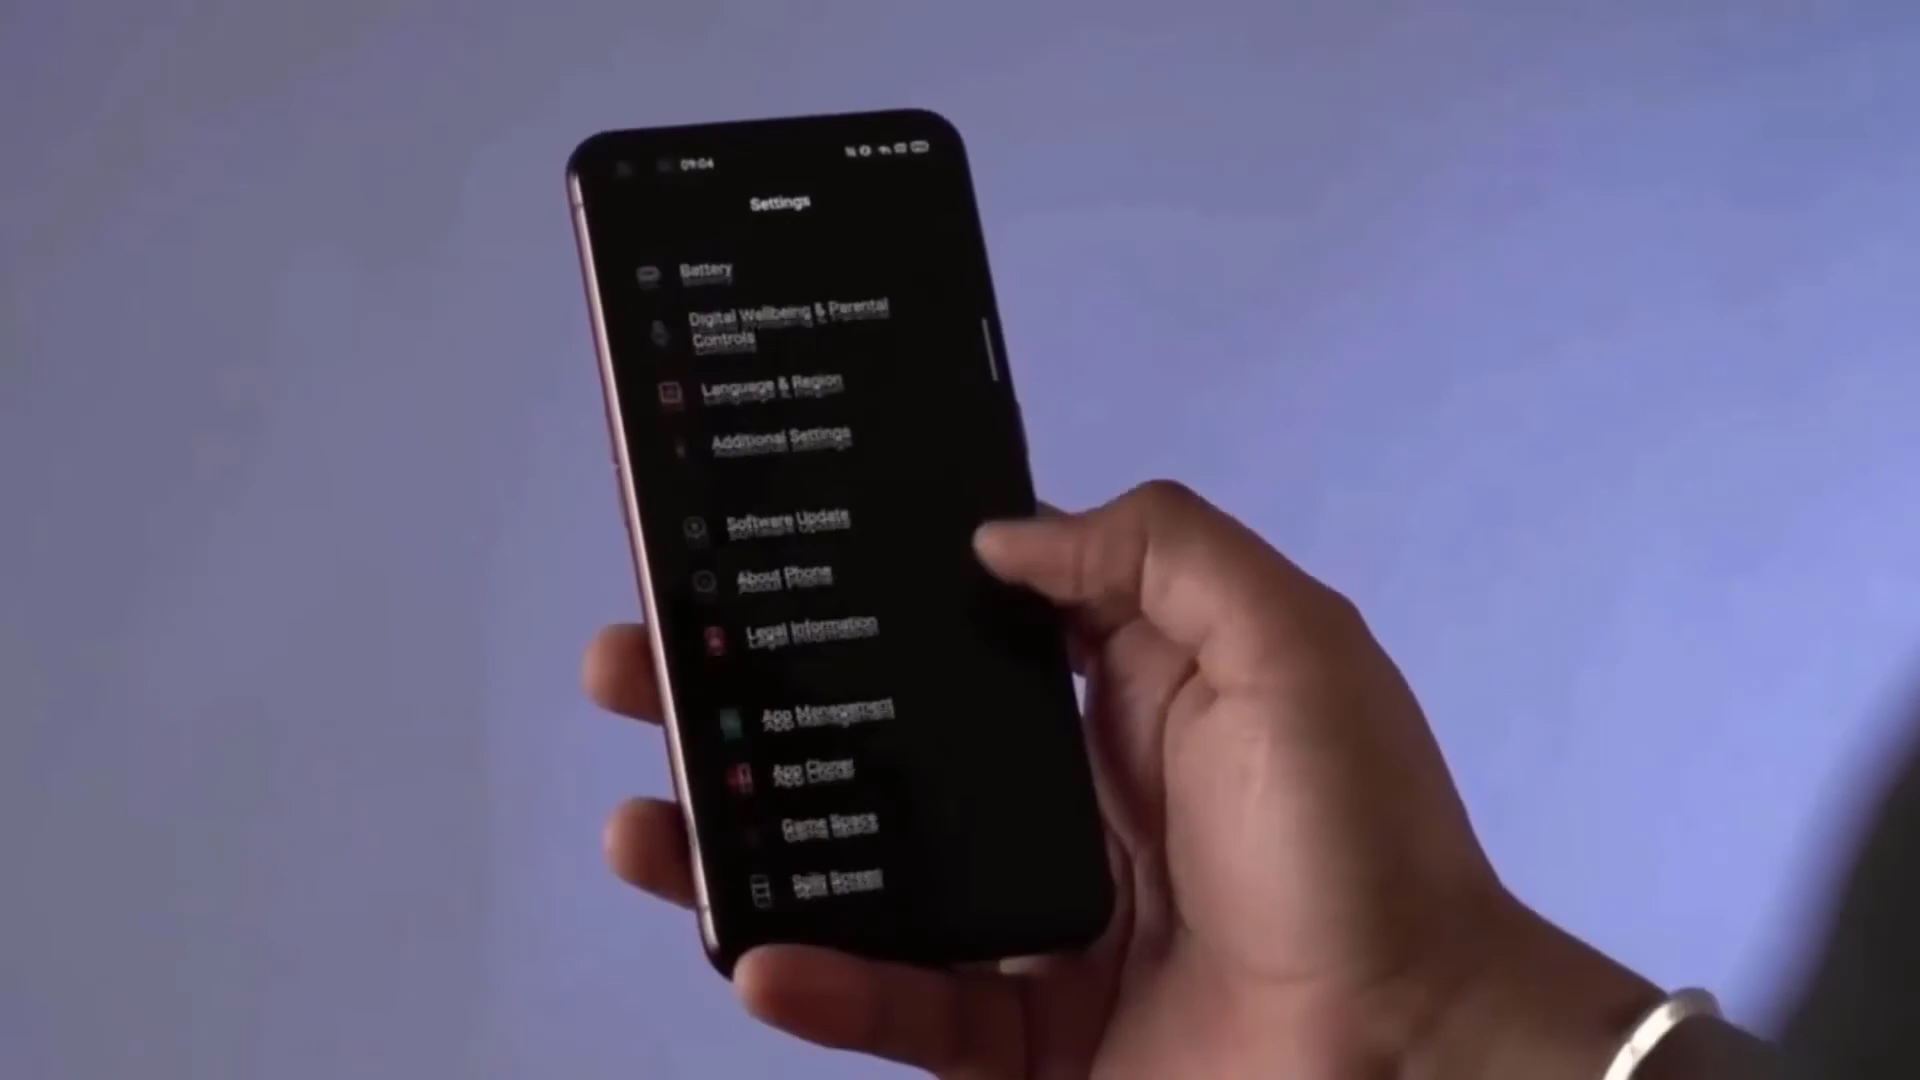 09:04
Settings
Battery
Digital Wellbeing & Parental
Controls
Language & Region
Additional Settings
Software Update
About Phone
Legal Information
App Management
App Cloner
Game Space
Split Screen